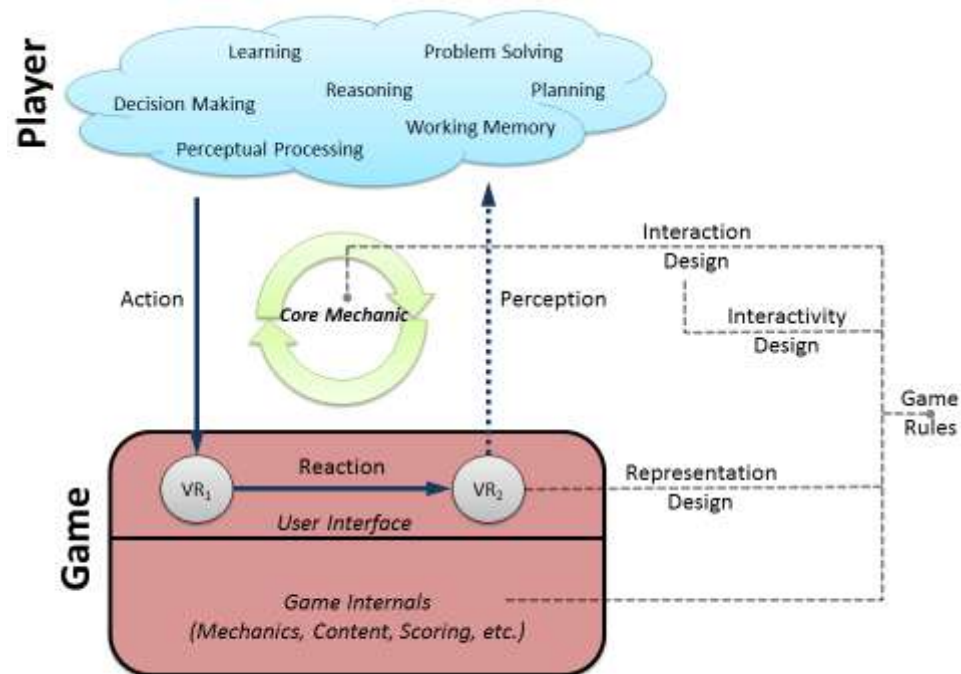 Player
Learning
Problem Solving
Reasoning
Planning
Decision Making
Working Memory
Perceptual Processing
Action
Core Mechanic
Perception
Interaction
Design
Interactivity
Design
Game
Rules
Game
VR1
Reaction
VR2
Representation
Design
User Interface
Game Internals
(Mechanics, Content, Scoring, etc.)